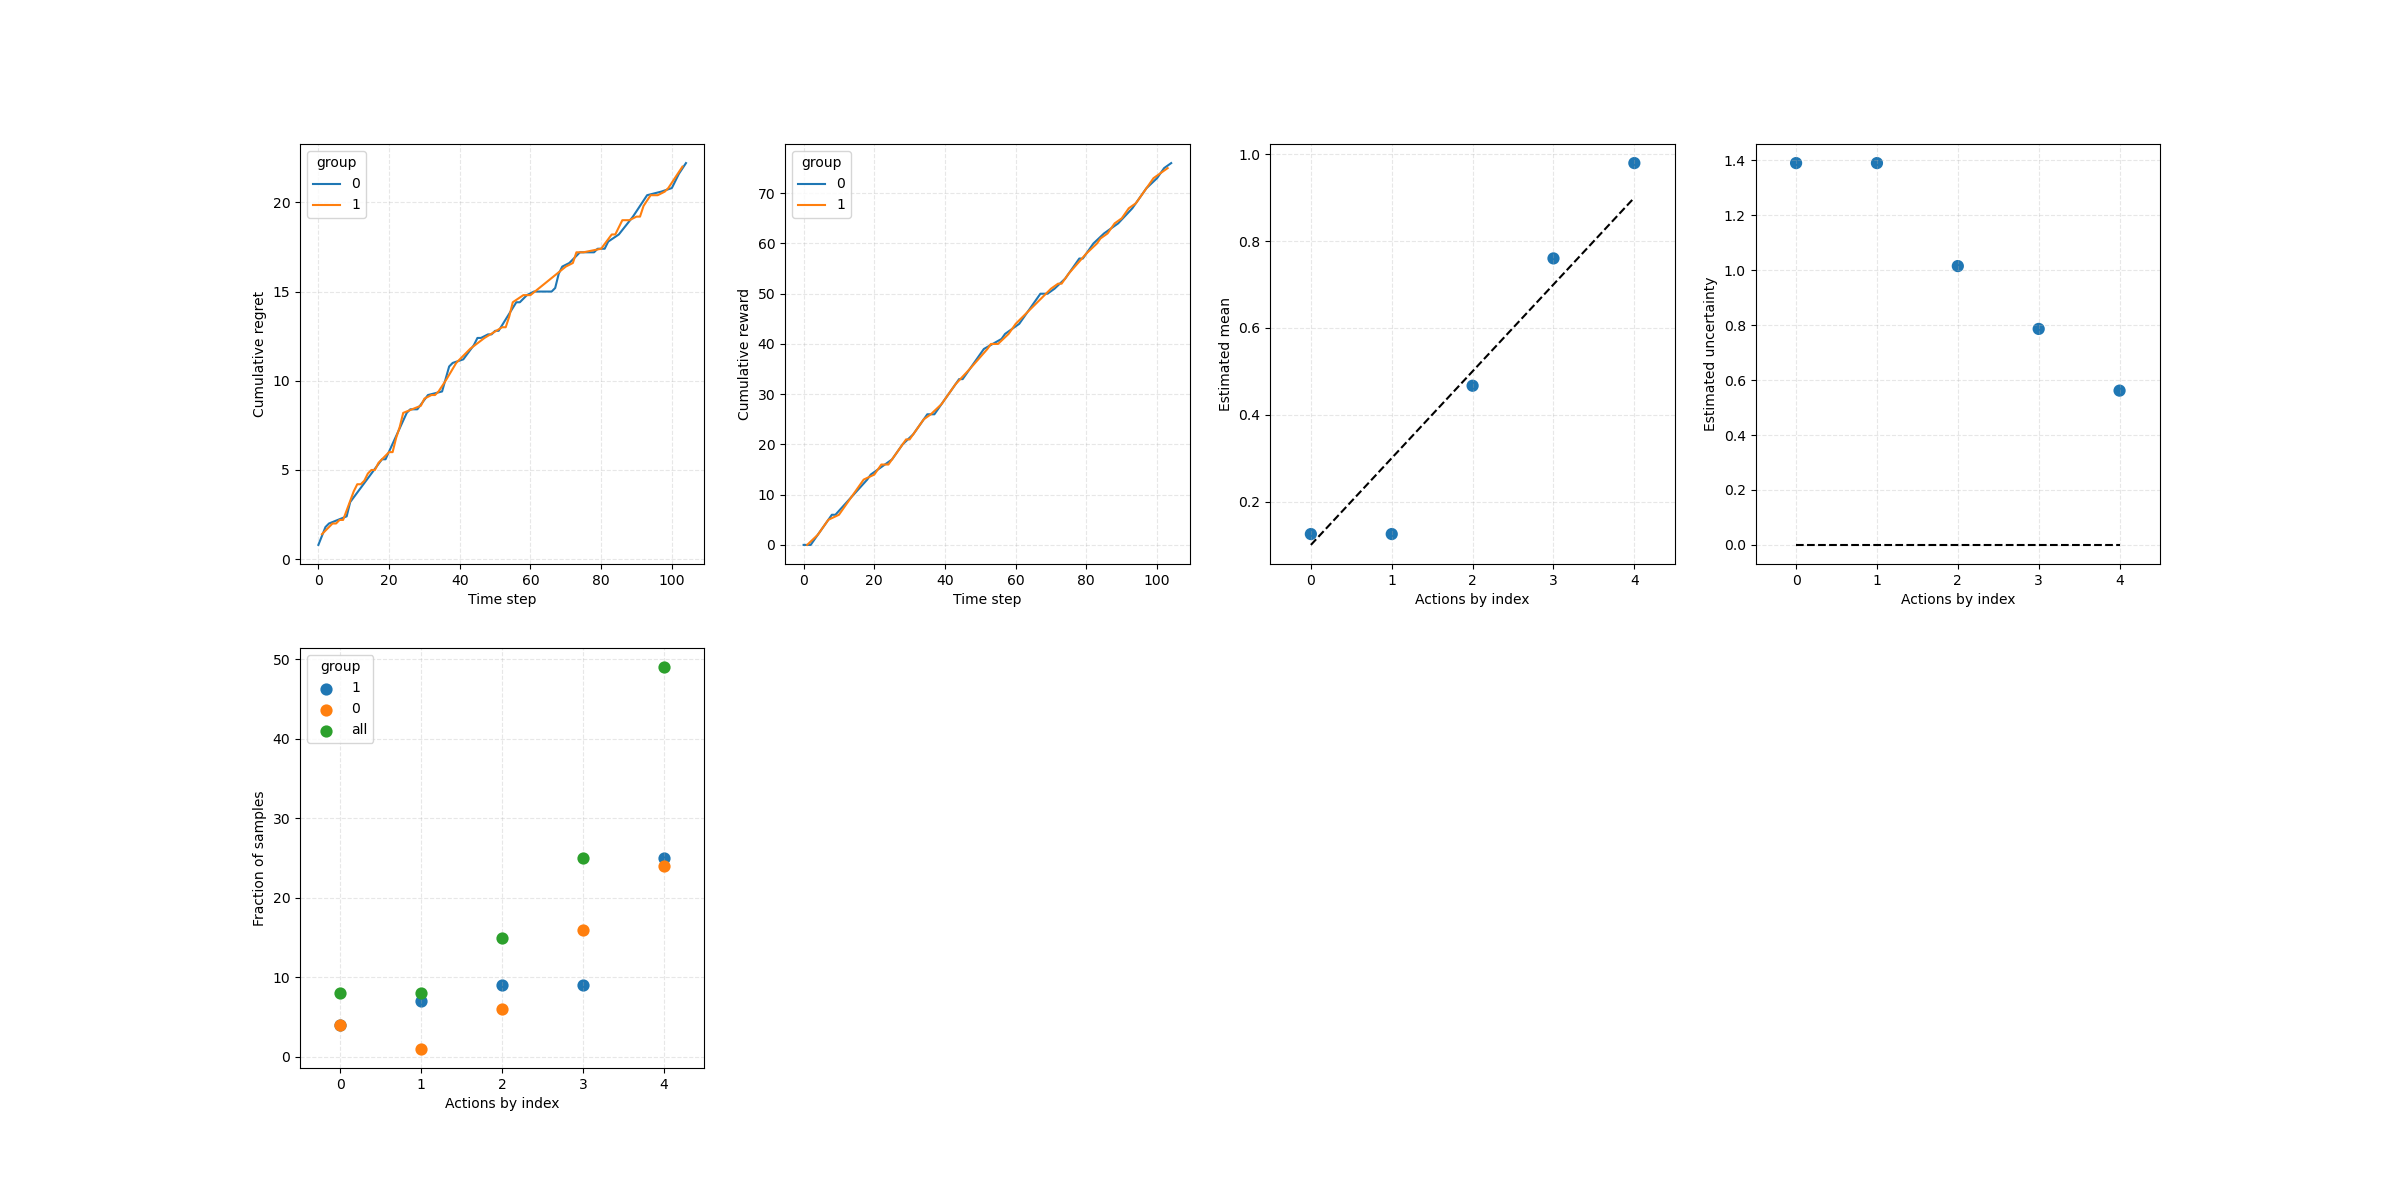 group
0
1
20
15
10
5
0
Cumulative regret
0 20 40 60 80 100
Time step
group
0
1
70
60
50
40
30
20
10
0
Cumulative reward
0 20 40 60 80 100
Time step
1.0
0.8
0.6
0.4
0.2
Estimated mean
0 1 2 3 4
Actions by index
1.4
1.2
1.0
0.8
0.6
0.4
0.2
0.0
Estimated uncertainty
0 1 2 3 4
Actions by index
group
1
0
all
50
40
30
20
10
0
Fraction of samples
0 1 2 3 4
Actions by index